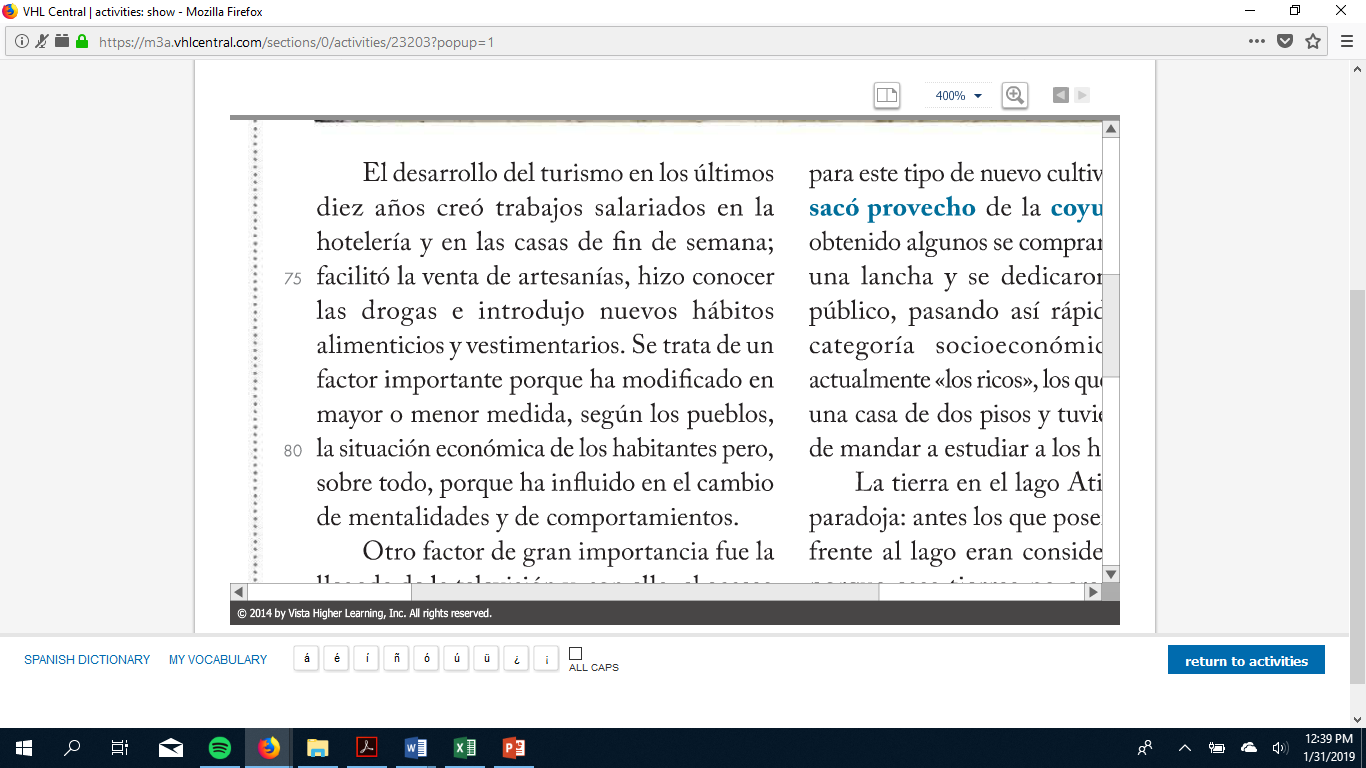 VHL Central | activities: show - Mozilla Firefox
https://m3a.vhlcentral.com/sections/0/activities/23203?popup=1
400%
El desarrollo del turismo en los últimos
diez años creó trabajos salariados en la
hotelería y en las casas de fin de semana;
75 facilitó la venta de artesanías, hizo conocer
las drogas e introdujo nuevos hábitos
alimenticios y vestimentarios. Se trata de un
factor importante porque ha modificado en
mayor o menor medida, según los pueblos,
80 la situación económica de los habitantes pero,
sobre todo, porque ha influido en el cambio
de mentalidades y de comportamientos.
Otro factor de gran importancia fue la
para este tipo de nuevo cultiv
sacó provecho de la coyu
obtenido algunos se compra
una lancha y se dedicaro
público, pasando así rápid
categoría socioeconómic
actualmente «los ricos», los qu
una casa de dos pisos y tuvi
de mandar a estudiar a los h
La tierra en el lago Ati
paradoja: antes los que pose
frente al lago eran conside
© 2014 by Vista Higher Learning, Inc. All rights reserved.
SPANISH DICTIONARY MY VOCABULARY á é í ñ ó ú ü ¿ ¡ ALL CAPS
return to activities
12:39 PM
1/31/2019